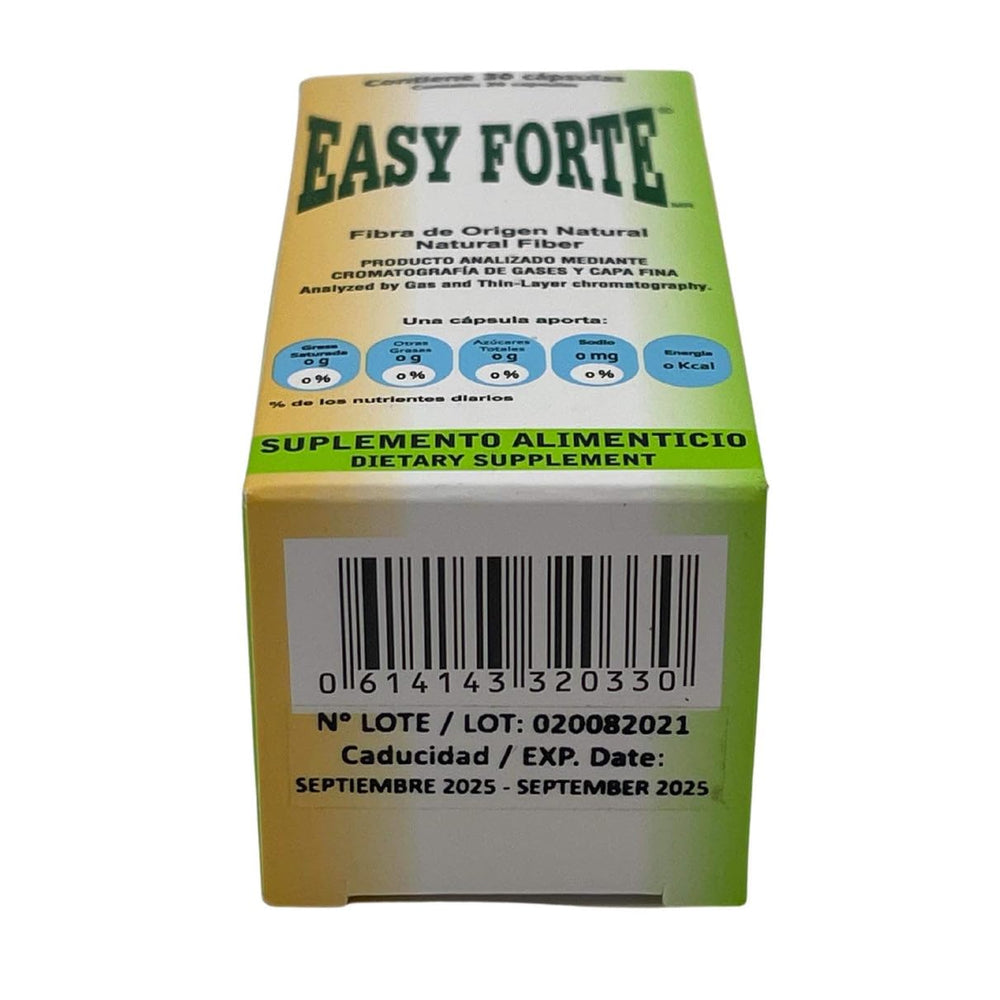 Contiene 30 cápsulas
EASY FORTE
Fibra de Origen Natural
Natural Fiber
PRODUCTO ANALIZADO MEDIANTE
CROMATOGRAFÍA DE GASES Y CAPA FINA
Analyzed by Gas and Thin-Layer chromatography.
Una cápsula aporta:
Grasa Saturada 0 g 0 %
Otras Grasas 0 g 0 %
Azúcares Totales 0 g 0 %
Sodio 0 mg 0 %
Energía 0 Kcal
% de los nutrientes diarios
SUPLEMENTO ALIMENTICIO
DIETARY SUPPLEMENT
0 614143 320330
Nº LOTE / LOT: 020082021
Caducidad / EXP. Date:
SEPTIEMBRE 2025 - SEPTEMBER 2025